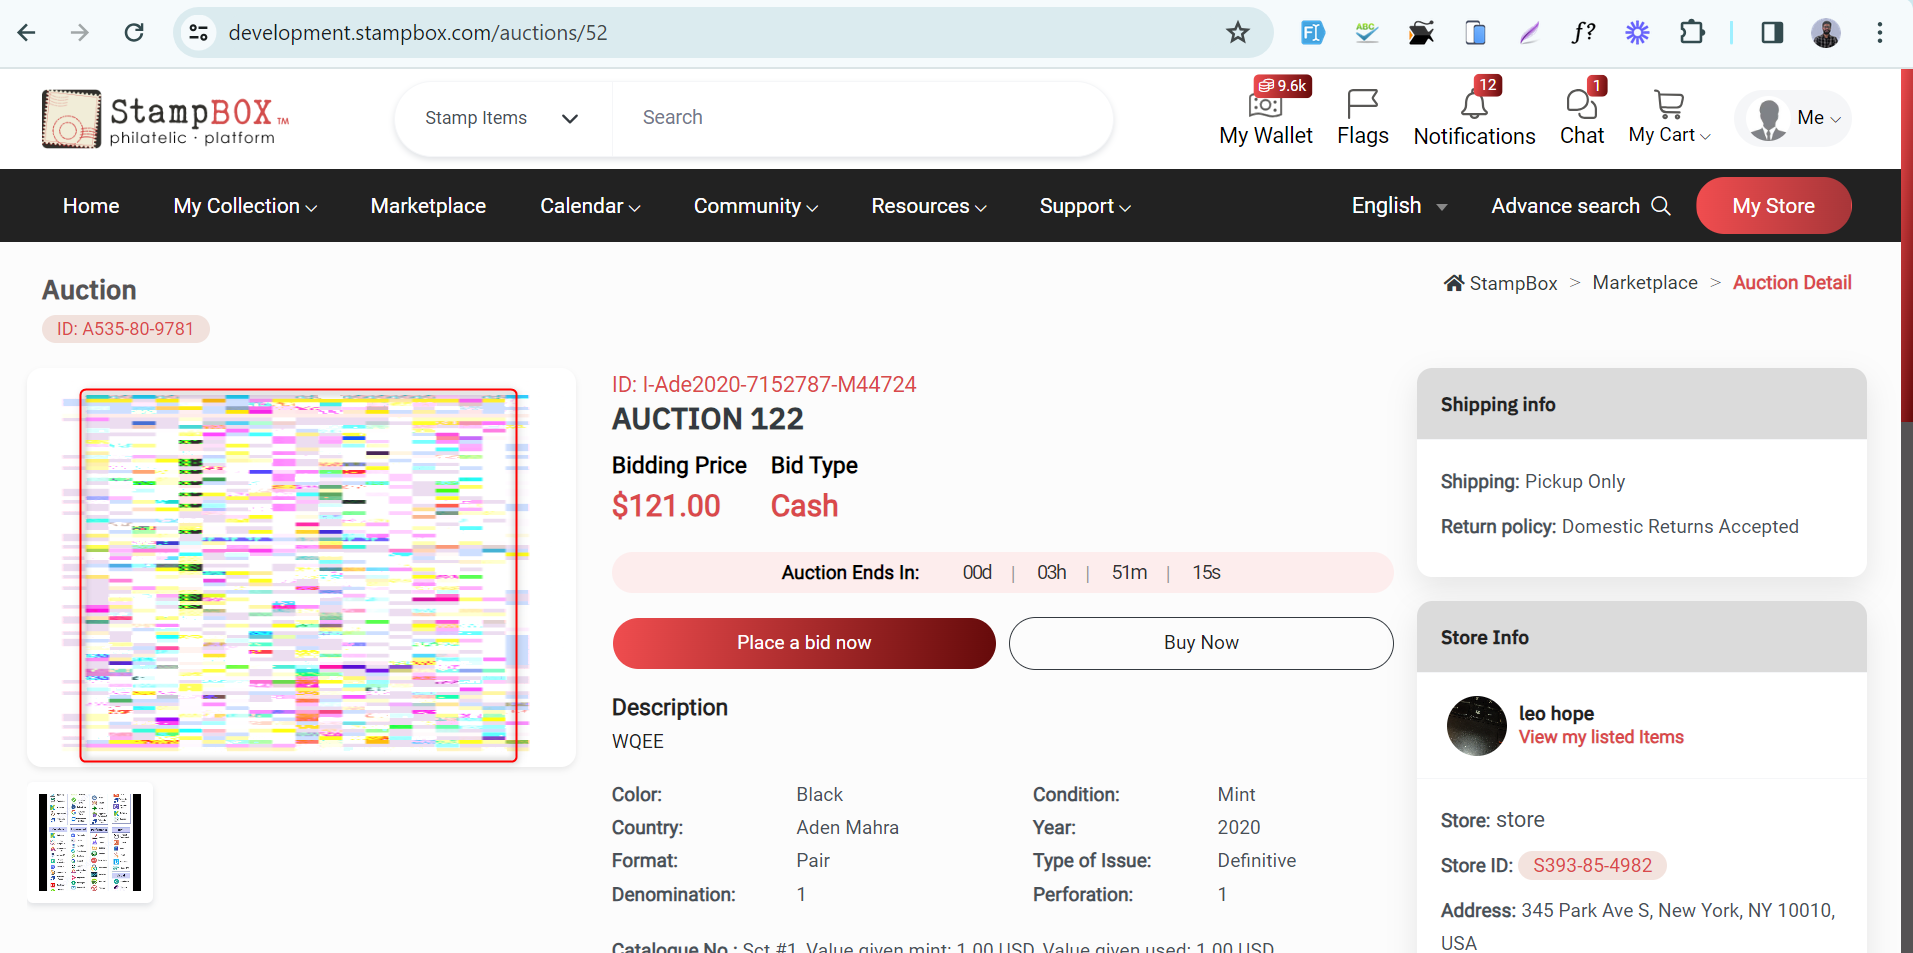 development.stampbox.com/auctions/52
StampBOX TM
philatelic · platform
Stamp Items
Search
9.6k
My Wallet
Flags
12
Notifications
1
Chat
My Cart
Me
Home
My Collection
Marketplace
Calendar
Community
Resources
Support
English
Advance search
My Store
Auction
ID: A535-80-9781
StampBox > Marketplace > Auction Detail
ID: I-Ade2020-7152787-M44724
AUCTION 122
Bidding Price Bid Type
$121.00 Cash
Auction Ends In: 00d | 03h | 51m | 15s
Place a bid now
Buy Now
Description
WQEE
Color: Black Condition: Mint
Country: Aden Mahra Year: 2020
Format: Pair Type of Issue: Definitive
Denomination: 1 Perforation: 1
Catalogue No.: Sct #1, Value given mint: 1.00 USD, Value given used: 1.00 USD
Shipping info
Shipping: Pickup Only
Return policy: Domestic Returns Accepted
Store Info
leo hope
View my listed Items
Store: store
Store ID: S393-85-4982
Address: 345 Park Ave S, New York, NY 10010,
USA